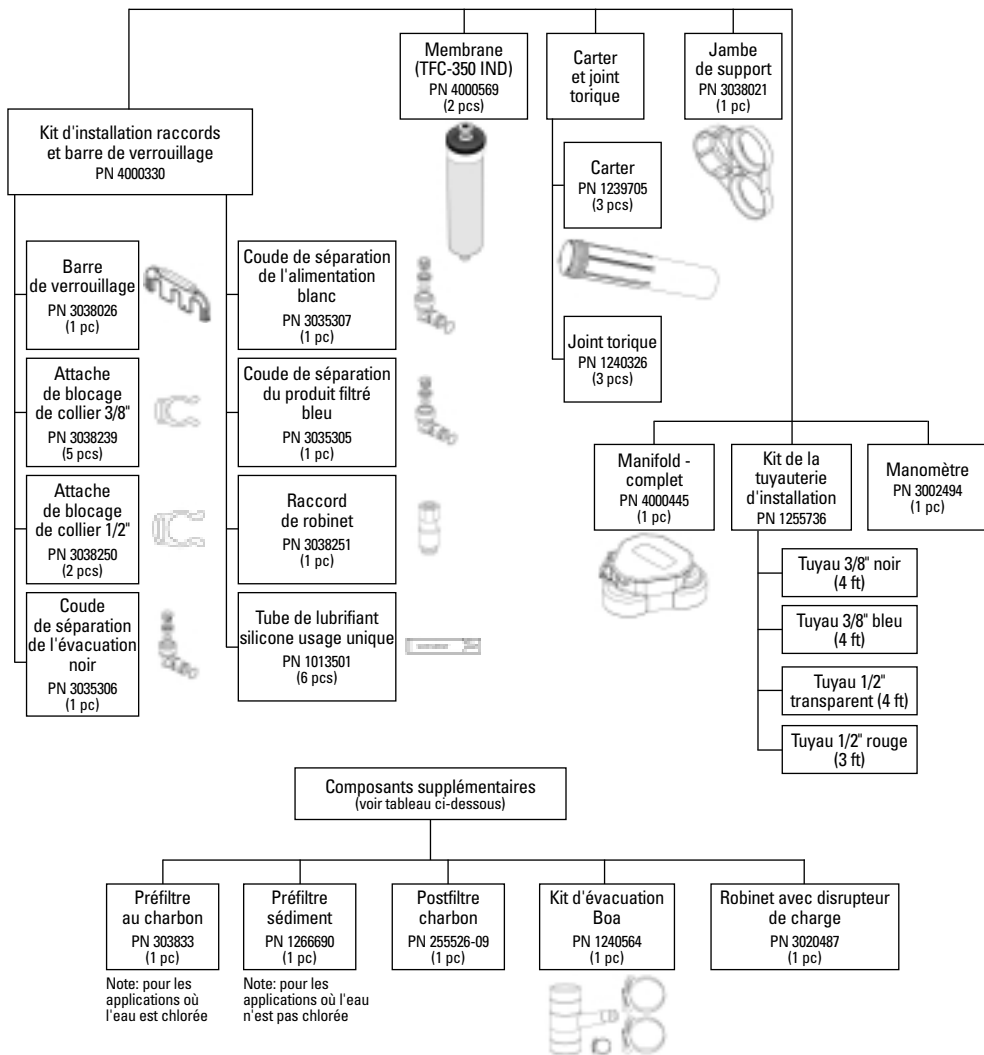 Membrane
(TFC-350 IND)
PN 4000569
(2 pcs)
Carter
et joint
torique
Jambe
de support
PN 3038021
(1 pc)
Kit d'installation raccords
et barre de verrouillage
PN 4000330
Carter
PN 1239705
(3 pcs)
Joint torique
PN 1240326
(3 pcs)
Barre
de verrouillage
PN 3038026
(1 pc)
Attache
de blocage
de collier 3/8"
PN 3038239
(5 pcs)
Attache
de blocage
de collier 1/2"
PN 3038250
(2 pcs)
Coude
de séparation
de l'évacuation
noir
PN 3035306
(1 pc)
Coude de séparation
de l'alimentation
blanc
PN 3035307
(1 pc)
Coude de séparation
du produit filtré
bleu
PN 3035305
(1 pc)
Raccord
de robinet
PN 3038251
(1 pc)
Tube de lubrifiant
silicone usage unique
PN 1013501
(6 pcs)
Manifold -
complet
PN 4000445
(1 pc)
Kit de la
tuyauterie
d'installation
PN 1255736
Manomètre
PN 3002494
(1 pc)
Tuyau 3/8" noir
(4 ft)
Tuyau 3/8" bleu
(4 ft)
Tuyau 1/2"
transparent (4 ft)
Tuyau 1/2" rouge
(3 ft)
Composants supplémentaires
(voir tableau ci-dessous)
Préfiltre
au charbon
PN 303833
(1 pc)
Note: pour les
applications où
l'eau est chlorée
Préfiltre
sédiment
PN 1266690
(1 pc)
Note: pour les
applications où l'eau
n'est pas chlorée
Postfiltre
charbon
PN 255526-09
(1 pc)
Kit d'évacuation
Boa
PN 1240564
(1 pc)
Robinet avec disrupteur
de charge
PN 3020487
(1 pc)